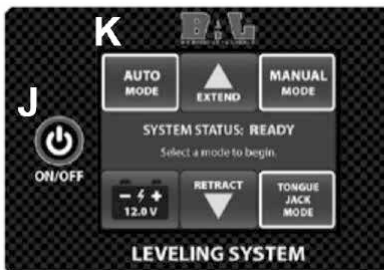 K
BAL
J
AUTO
MODE
EXTEND
MANUAL
MODE
SYSTEM STATUS: READY
Select a mode to begin.
ON/OFF
- +
12.0 V
RETRACT
TONGUE
JACK
MODE
LEVELING SYSTEM